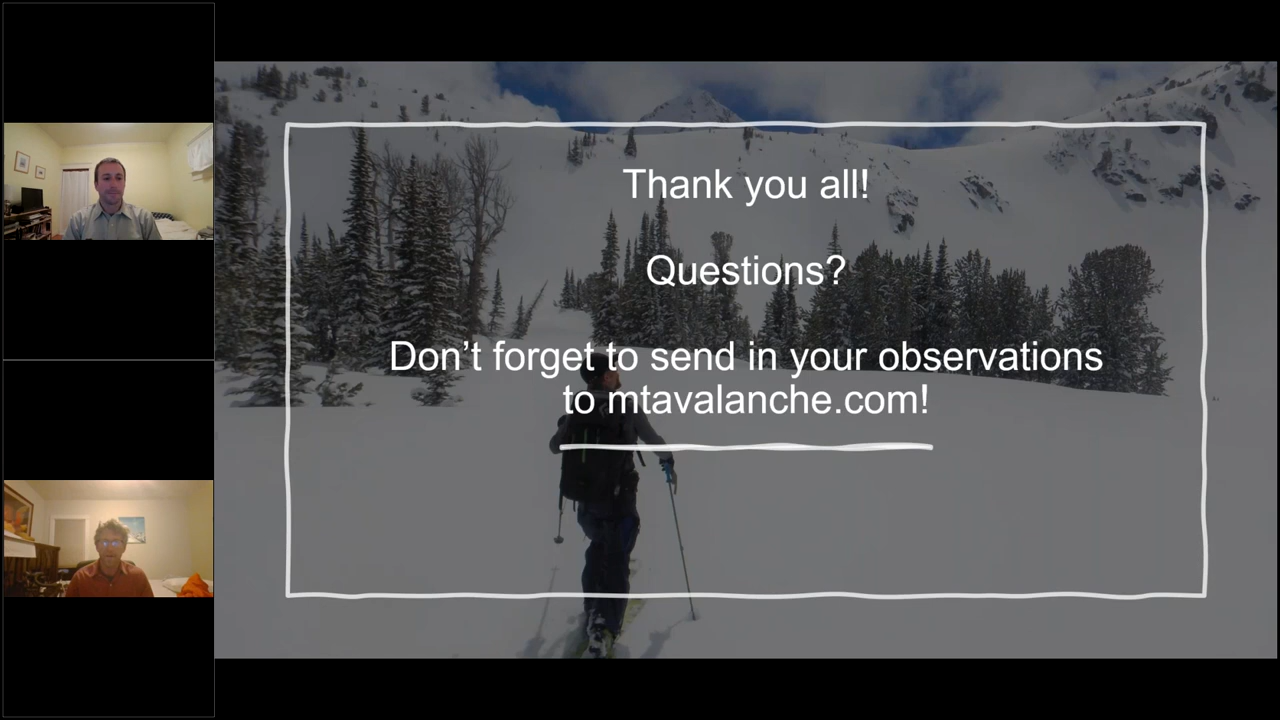 Thank you all!
Questions?
Don’t forget to send in your observations
to mtavalanche.com!